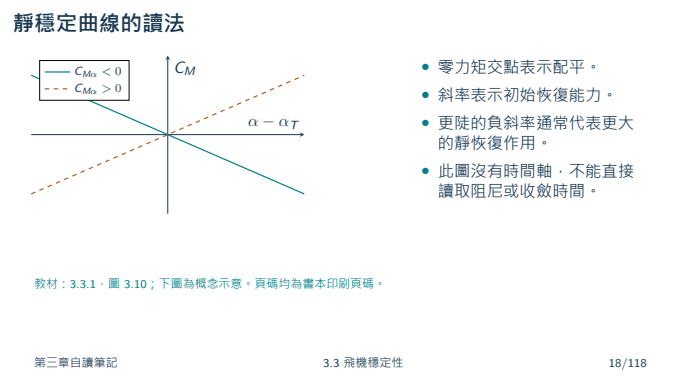 靜穩定曲線的讀法
C_M
C_{Mα} < 0
C_{Mα} > 0
α − α_T
● 零力矩交點表示配平。
● 斜率表示初始恢復能力。
● 更陡的負斜率通常代表更大
的靜恢復作用。
● 此圖沒有時間軸，不能直接
讀取阻尼或收斂時間。
教材：3.3.1，圖 3.10；下圖為概念示意。頁碼均為書本印刷頁碼。
第三章自讀筆記
3.3 飛機穩定性
18/118